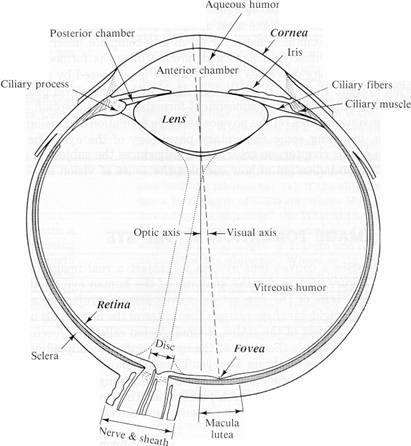 Aqueous humor
Cornea
Posterior chamber
Iris
Anterior chamber
Ciliary process
Ciliary fibers
Ciliary muscle
Lens
Optic axis
Visual axis
Vitreous humor
Retina
Disc
Sclera
Fovea
Macula
lutea
Nerve & sheath